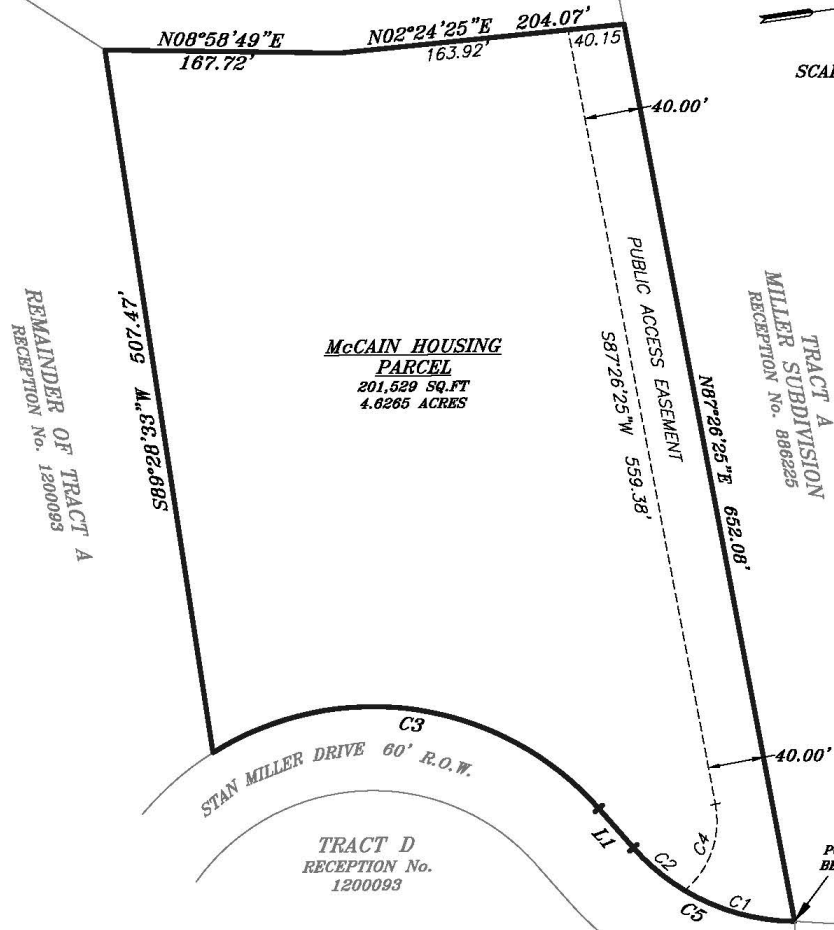 N08°58'49"E
167.72'
N02°24'25"E 204.07'
163.92'
40.15
SCAL
40.00'
PUBLIC ACCESS EASEMENT
S87°26'25"W 559.38'
N87°26'25"E 652.08'
TRACT A
MILLER SUBDIVISION
RECEPTION No. 886225
REMAINDER OF TRACT A
RECEPTION No. 1200093
S89°28'33"W 507.47'
McCAIN HOUSING
PARCEL
201,529 SQ.FT
4.6265 ACRES
C3
STAN MILLER DRIVE 60' R.O.W.
40.00'
L1
C2
C4
C5
C1
TRACT D
RECEPTION No.
1200093